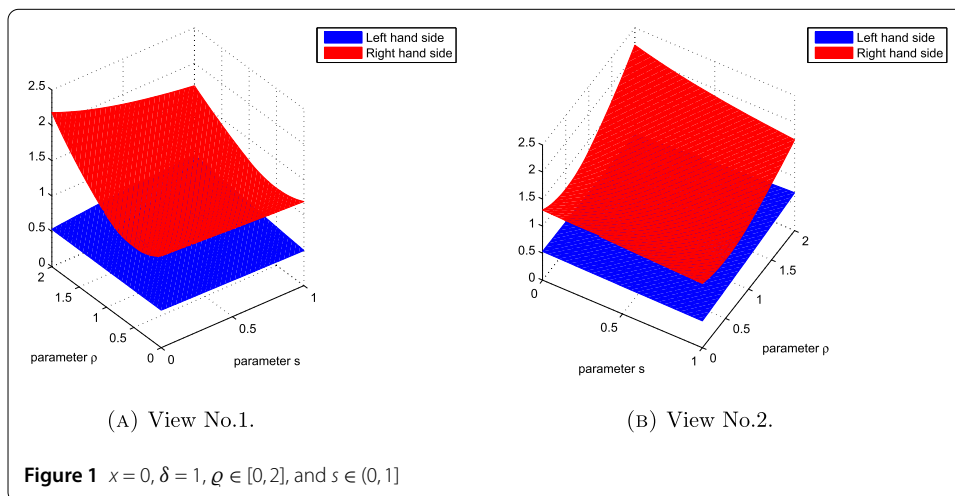 Left hand side
Right hand side
2.5
2
1.5
1
0.5
0
2
1.5
1
0.5
0
0
0.5
1
parameter ρ
parameter s
(A) View No.1.
Left hand side
Right hand side
2.5
2
1.5
1
0.5
0
0
0.5
1
0
0.5
1
1.5
2
parameter s
parameter ρ
(B) View No.2.
Figure 1 x = 0, δ = 1, ϱ ∈ [0, 2], and s ∈ (0, 1]